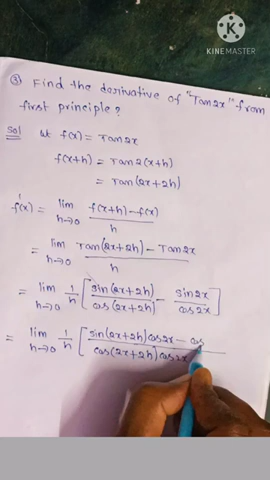 KINEMASTER
③ Find the derivative of "Tan2x" from
first principle?
Sol let f(x) = Tan2x
f(x+h) = Tan2(x+h)
= Tan(2x+2h)
f'(x) = lim h→0 f(x+h)-f(x) / h
= lim h→0 Tan(2x+2h) - Tan2x / h
= lim h→0 1/h [ sin(2x+2h) / cos(2x+2h) - sin2x / cos2x ]
= lim h→0 1/h [ sin(2x+2h)cos2x - cos / cos(2x+2h)cos2x